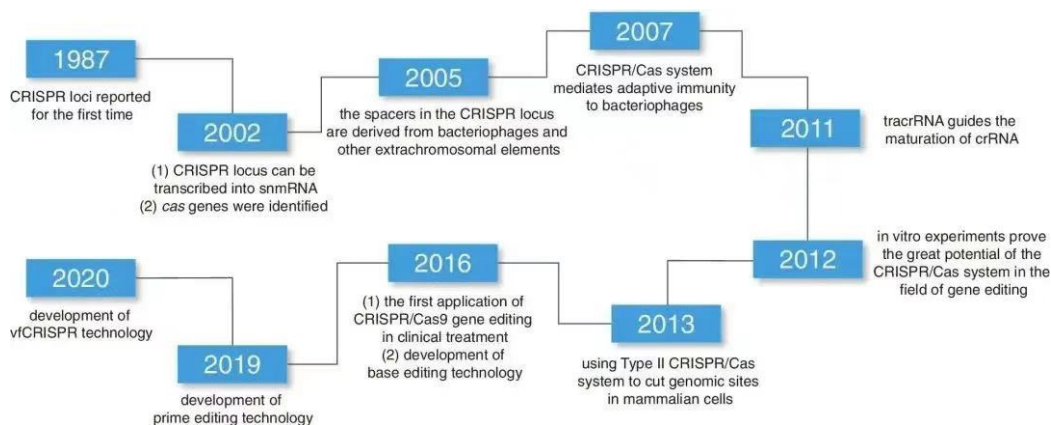 1987
CRISPR loci reported
for the first time
2002
(1) CRISPR locus can be
transcribed into snmRNA
(2) cas genes were identified
2005
the spacers in the CRISPR locus
are derived from bacteriophages and
other extrachromosomal elements
2007
CRISPR/Cas system
mediates adaptive immunity
to bacteriophages
2011
tracrRNA guides the
maturation of crRNA
2012
in vitro experiments prove
the great potential of the
CRISPR/Cas system in the
field of gene editing
2013
using Type II CRISPR/Cas
system to cut genomic sites
in mammalian cells
2016
(1) the first application of
CRISPR/Cas9 gene editing
in clinical treatment
(2) development of
base editing technology
2019
development of
prime editing technology
2020
development of
vfCRISPR technology